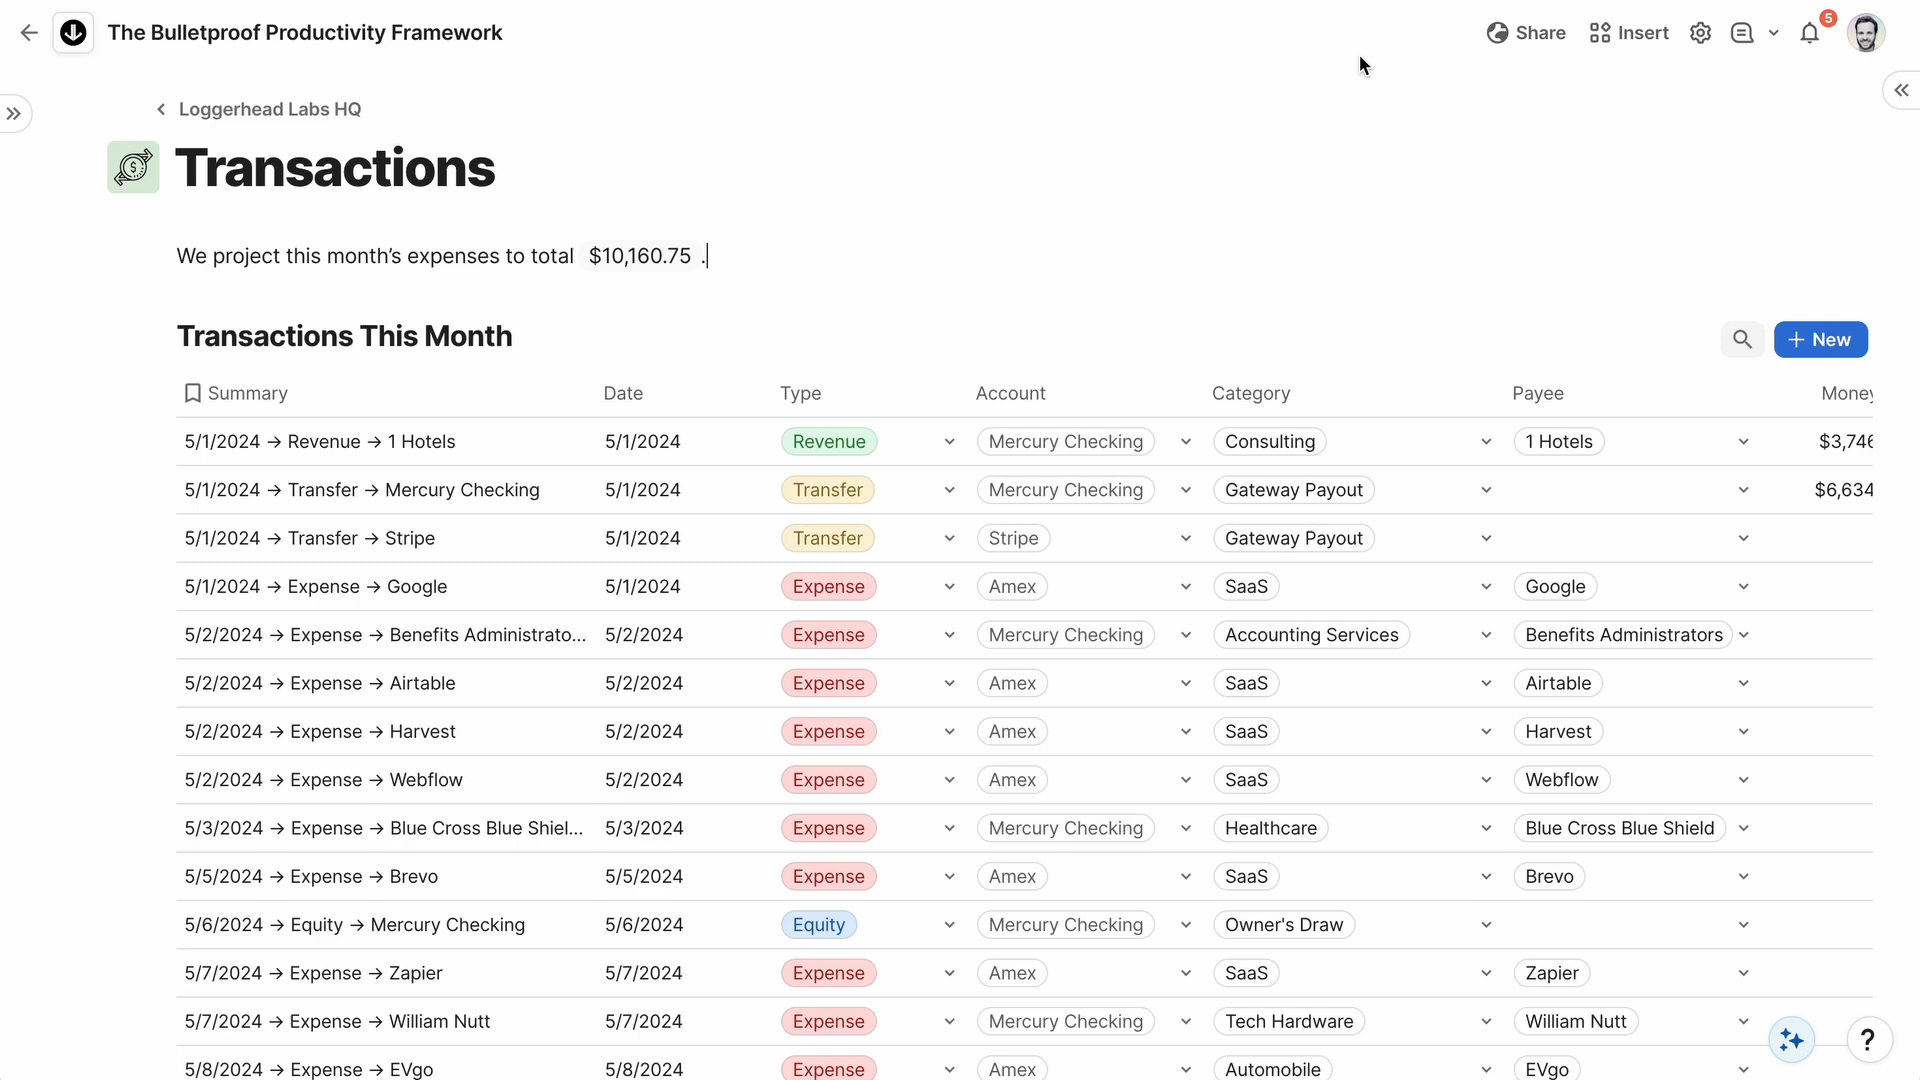 The Bulletproof Productivity Framework
Share Insert 5
Loggerhead Labs HQ
Transactions
We project this month’s expenses to total $10,160.75 .
Transactions This Month
+ New
Summary Date Type Account Category Payee Money
5/1/2024 → Revenue → 1 Hotels 5/1/2024 Revenue Mercury Checking Consulting 1 Hotels $3,746
5/1/2024 → Transfer → Mercury Checking 5/1/2024 Transfer Mercury Checking Gateway Payout $6,634
5/1/2024 → Transfer → Stripe 5/1/2024 Transfer Stripe Gateway Payout
5/1/2024 → Expense → Google 5/1/2024 Expense Amex SaaS Google
5/2/2024 → Expense → Benefits Administrato... 5/2/2024 Expense Mercury Checking Accounting Services Benefits Administrators
5/2/2024 → Expense → Airtable 5/2/2024 Expense Amex SaaS Airtable
5/2/2024 → Expense → Harvest 5/2/2024 Expense Amex SaaS Harvest
5/2/2024 → Expense → Webflow 5/2/2024 Expense Amex SaaS Webflow
5/3/2024 → Expense → Blue Cross Blue Shiel... 5/3/2024 Expense Mercury Checking Healthcare Blue Cross Blue Shield
5/5/2024 → Expense → Brevo 5/5/2024 Expense Amex SaaS Brevo
5/6/2024 → Equity → Mercury Checking 5/6/2024 Equity Mercury Checking Owner's Draw
5/7/2024 → Expense → Zapier 5/7/2024 Expense Amex SaaS Zapier
5/7/2024 → Expense → William Nutt 5/7/2024 Expense Mercury Checking Tech Hardware William Nutt
5/8/2024 → Expense → EVgo 5/8/2024 Expense Amex Automobile EVgo
?